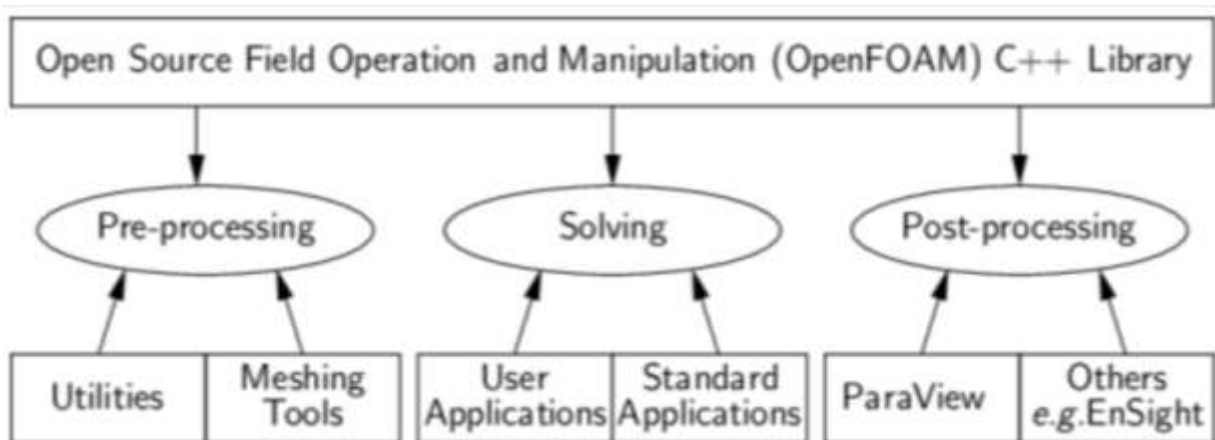 Open Source Field Operation and Manipulation (OpenFOAM) C++ Library
Pre-processing
Solving
Post-processing
Utilities
Meshing
Tools
User
Applications
Standard
Applications
ParaView
Others
e.g.EnSight